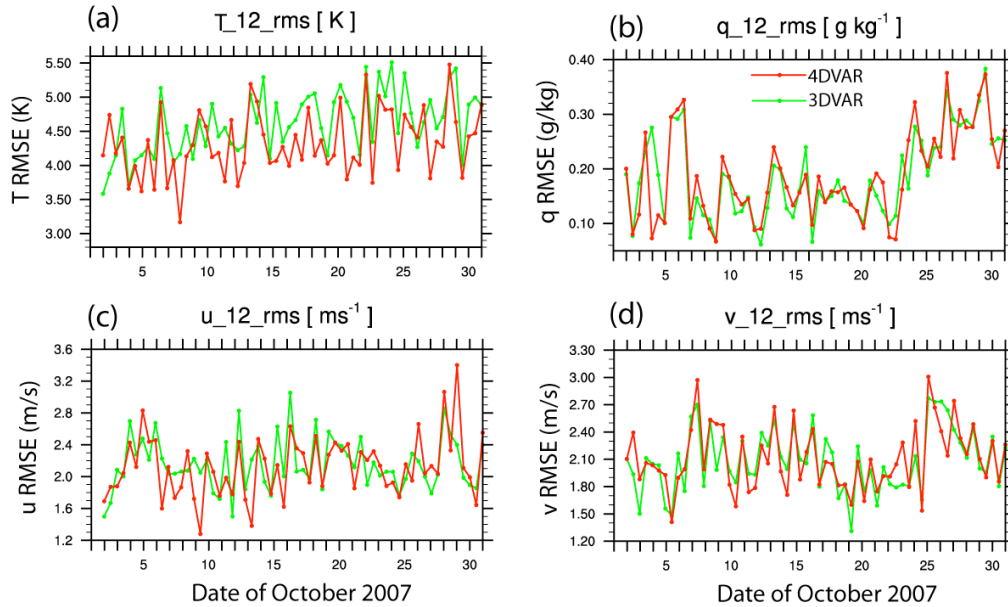 (a) T_12_rms [ K ]
T RMSE (K)
5.50
5.00
4.50
4.00
3.50
3.00
5 10 15 20 25 30
(b) q_12_rms [ g kg⁻¹ ]
q RMSE (g/kg)
0.40
0.30
0.20
0.10
4DVAR
3DVAR
5 10 15 20 25 30
(c) u_12_rms [ ms⁻¹ ]
u RMSE (m/s)
3.6
3.2
2.8
2.4
2.0
1.6
1.2
5 10 15 20 25 30
Date of October 2007
(d) v_12_rms [ ms⁻¹ ]
v RMSE (m/s)
3.30
3.00
2.70
2.40
2.10
1.80
1.50
1.20
5 10 15 20 25 30
Date of October 2007